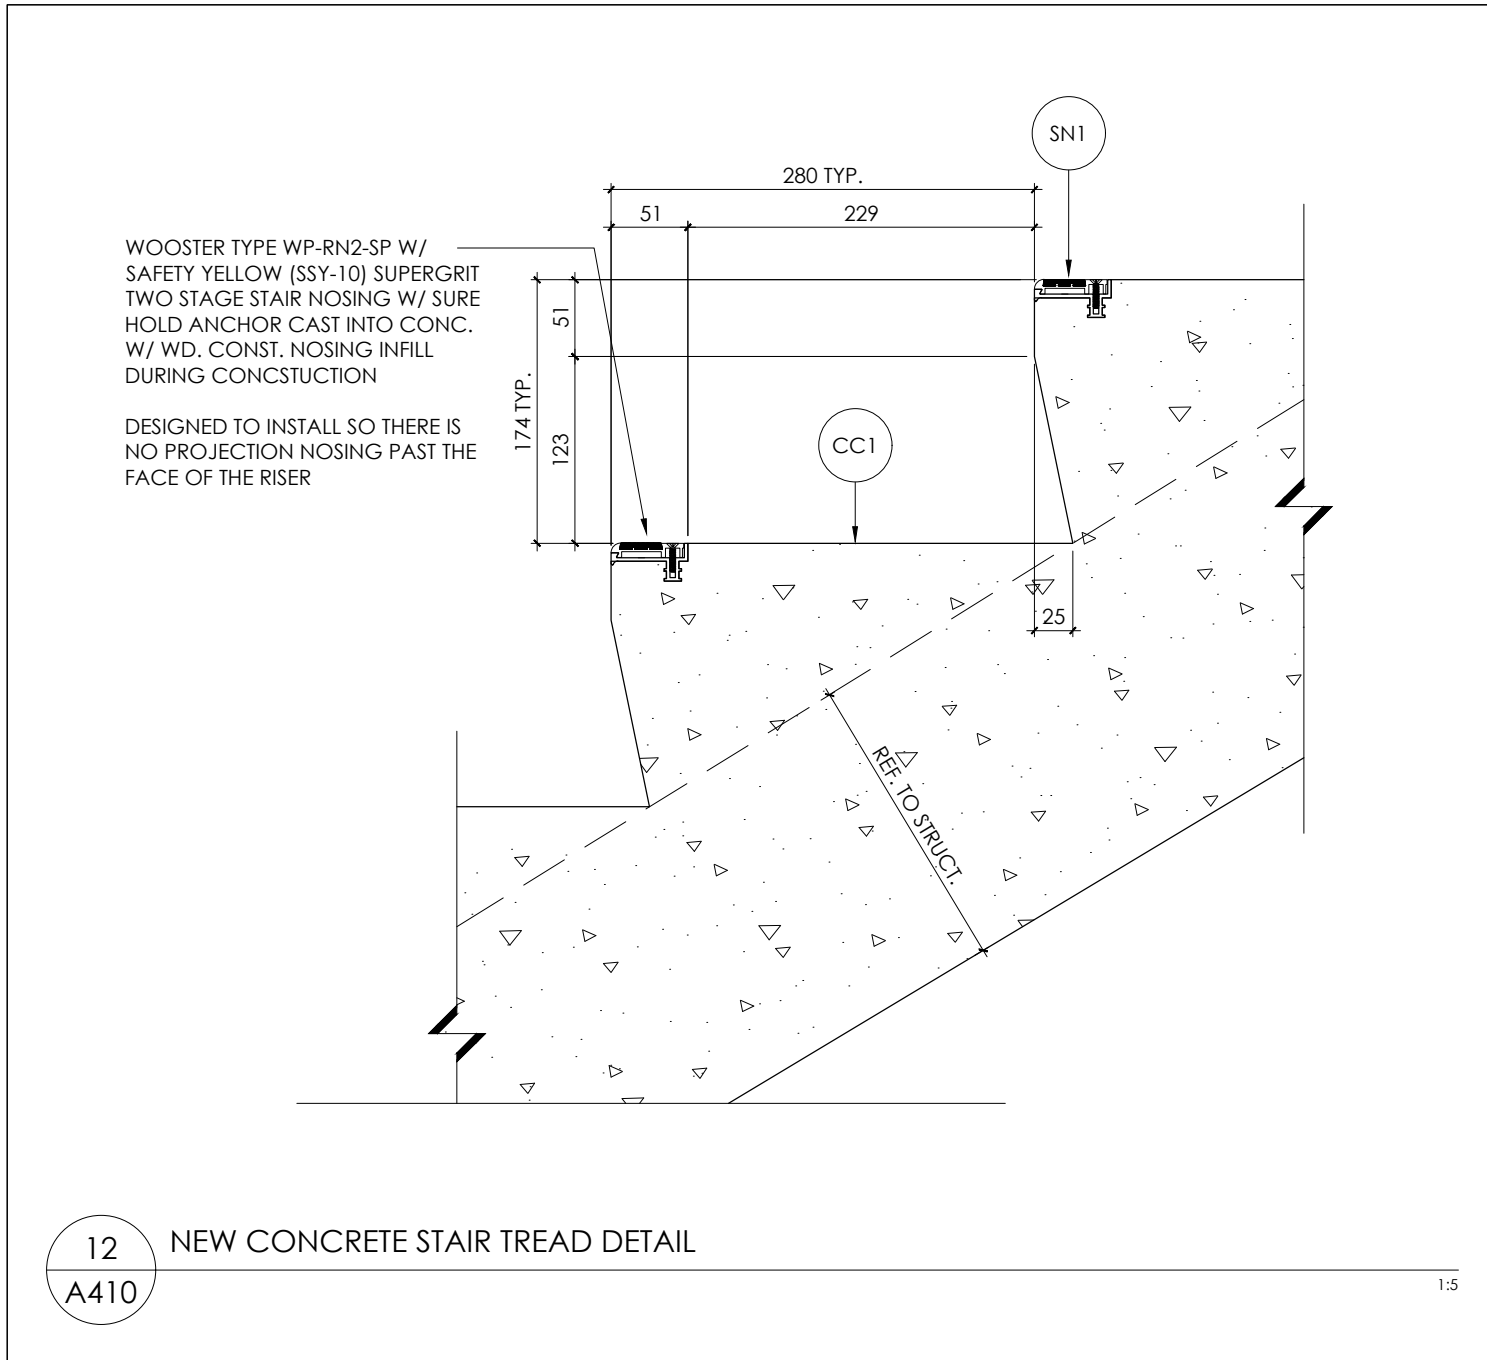 SN1
280 TYP.
51
229
WOOSTER TYPE WP-RN2-SP W/
SAFETY YELLOW (SSY-10) SUPERGRIT
TWO STAGE STAIR NOSING W/ SURE
HOLD ANCHOR CAST INTO CONC.
W/ WD. CONST. NOSING INFILL
DURING CONCSTUCTION
DESIGNED TO INSTALL SO THERE IS
NO PROJECTION NOSING PAST THE
FACE OF THE RISER
174 TYP.
51
123
CC1
25
REF. TO STRUCT.
12
A410
NEW CONCRETE STAIR TREAD DETAIL
1:5